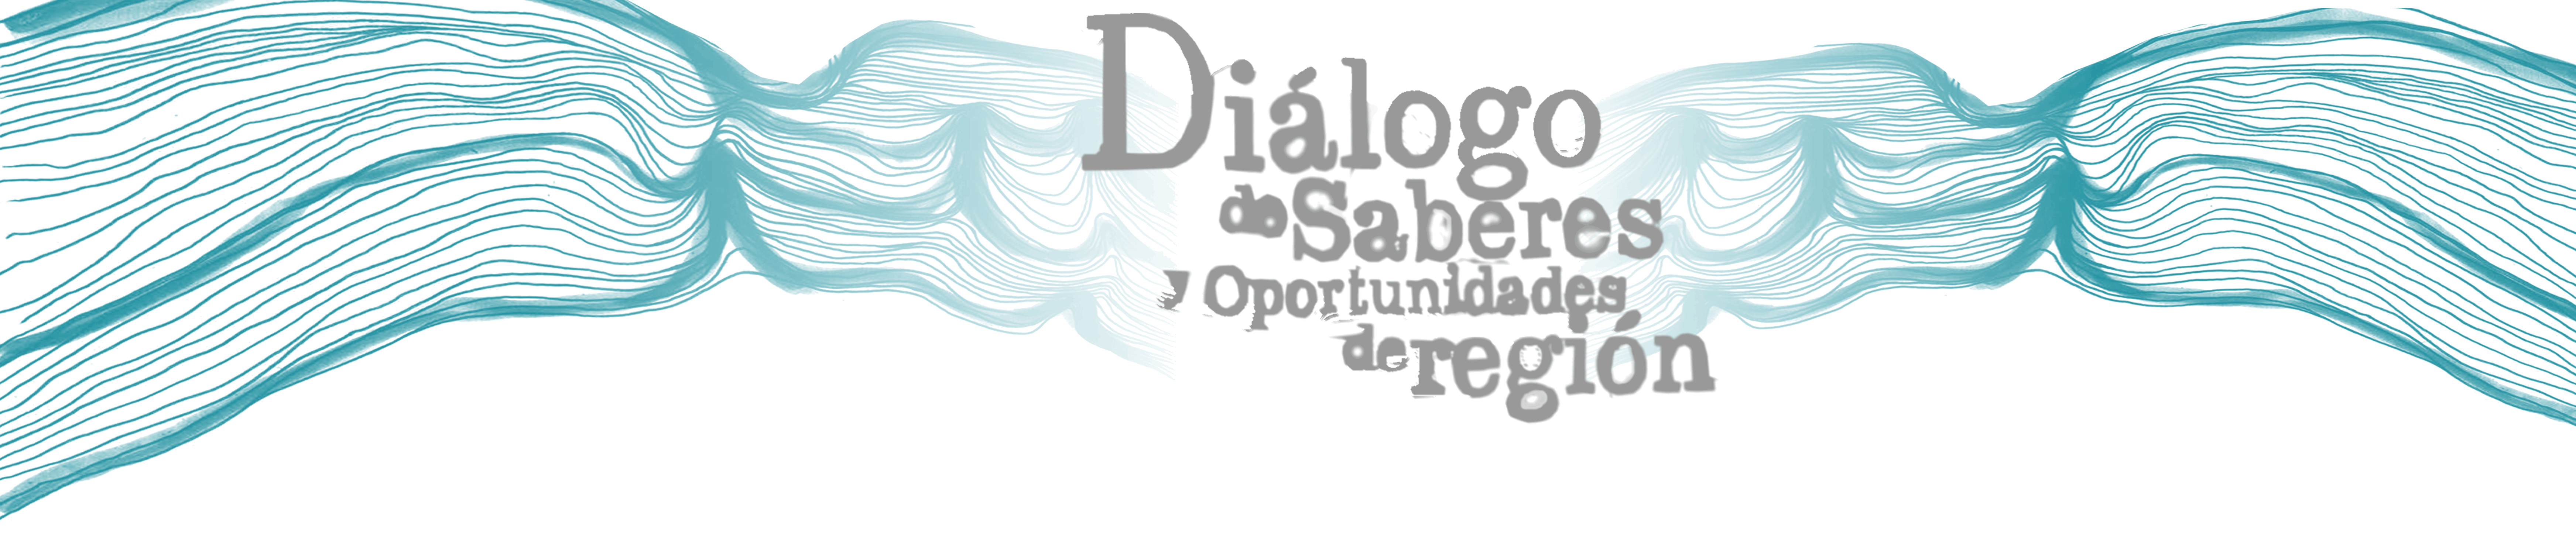 Diálogo
de Saberes
y Oportunidades
de región